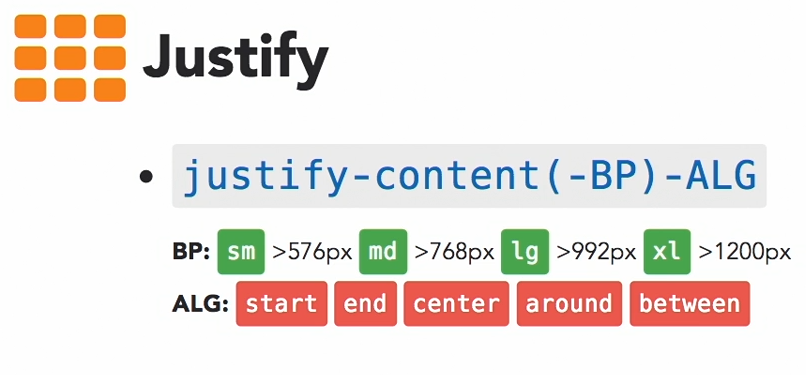 Justify
• justify-content(-BP)-ALG
BP: sm >576px md >768px lg >992px xl >1200px
ALG: start end center around between